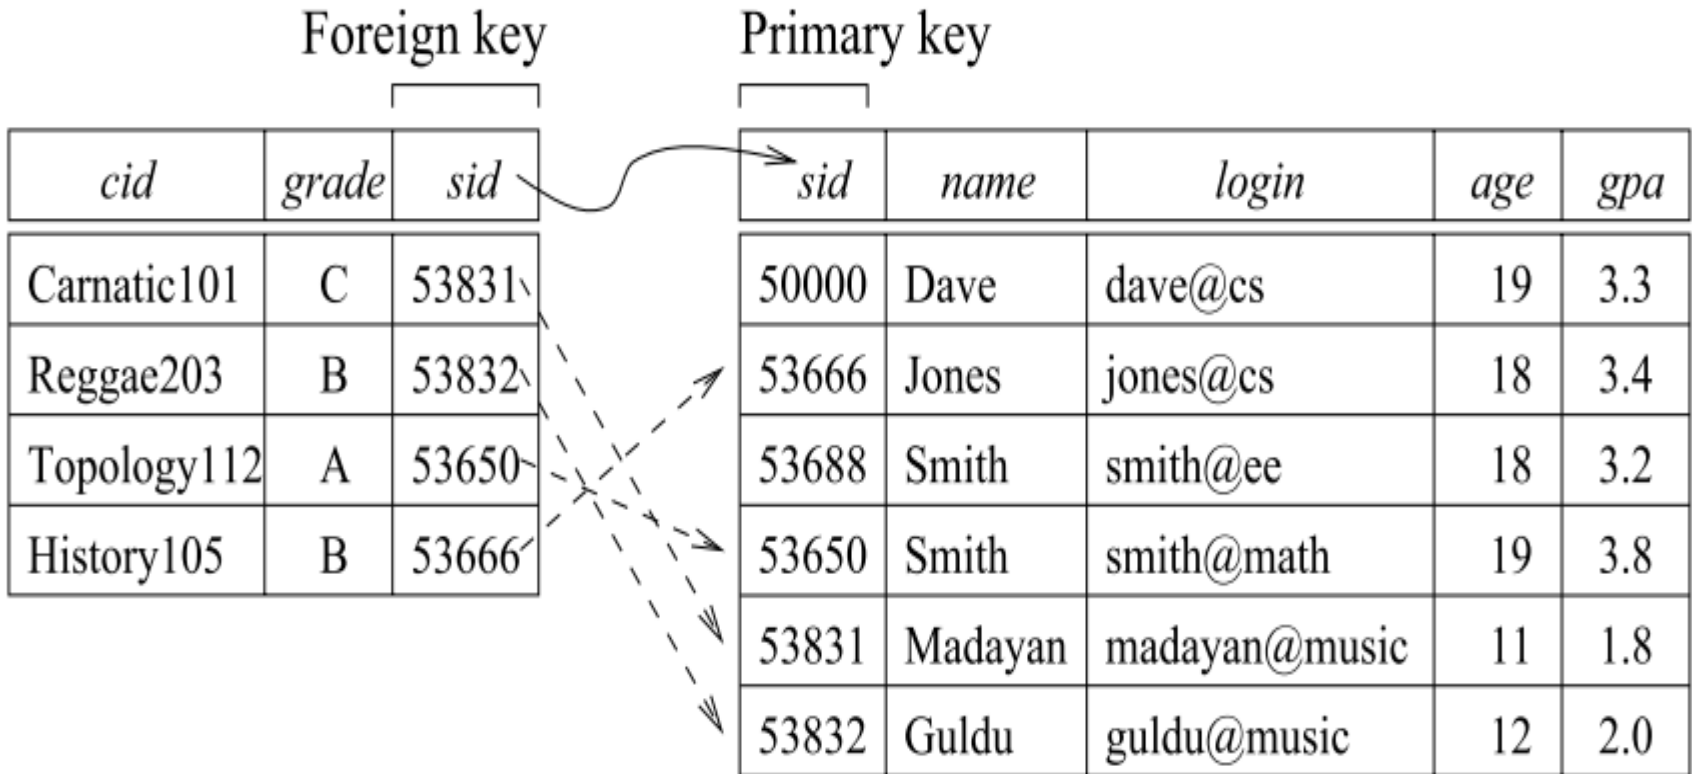 Foreign key Primary key
cid grade sid sid name login age gpa
Carnatic101 C 53831 50000 Dave dave@cs 19 3.3
Reggae203 B 53832 53666 Jones jones@cs 18 3.4
Topology112 A 53650 53688 Smith smith@ee 18 3.2
History105 B 53666 53650 Smith smith@math 19 3.8
53831 Madayan madayan@music 11 1.8
53832 Guldu guldu@music 12 2.0